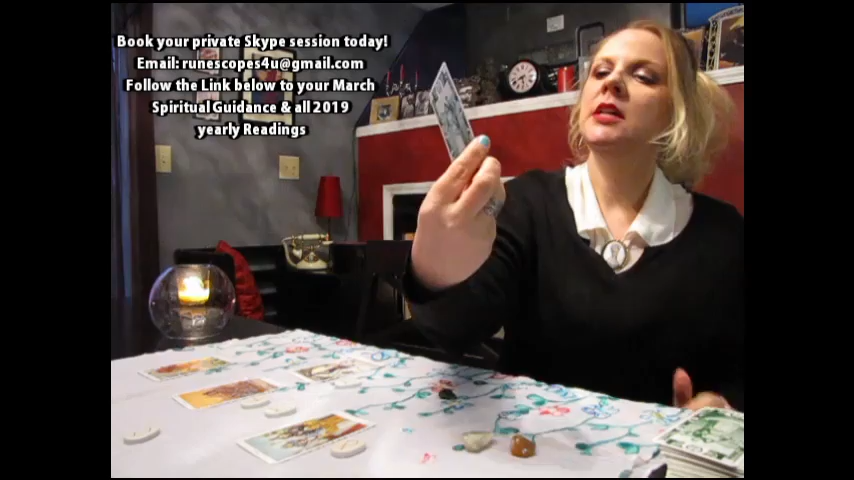 Book your private Skype session today!
Email: runescopes4u@gmail.com
Follow the Link below to your March
Spiritual Guidance & all 2019
yearly Readings